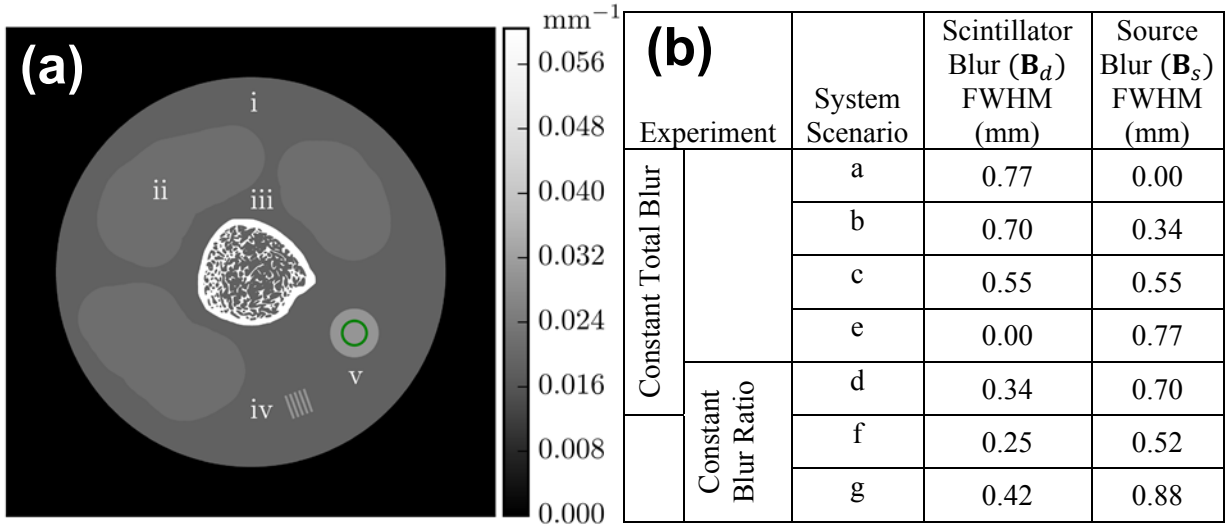 (a)
i
ii
iii
iv
v
mm⁻¹
0.056
0.048
0.040
0.032
0.024
0.016
0.008
0.000
(b)
Experiment
System
Scenario
Scintillator
Blur (𝐁𝑑)
FWHM
(mm)
Source
Blur (𝐁𝑠)
FWHM
(mm)
Constant Total Blur
a 0.77 0.00
b 0.70 0.34
c 0.55 0.55
e 0.00 0.77
Constant
Blur Ratio
d 0.34 0.70
f 0.25 0.52
g 0.42 0.88